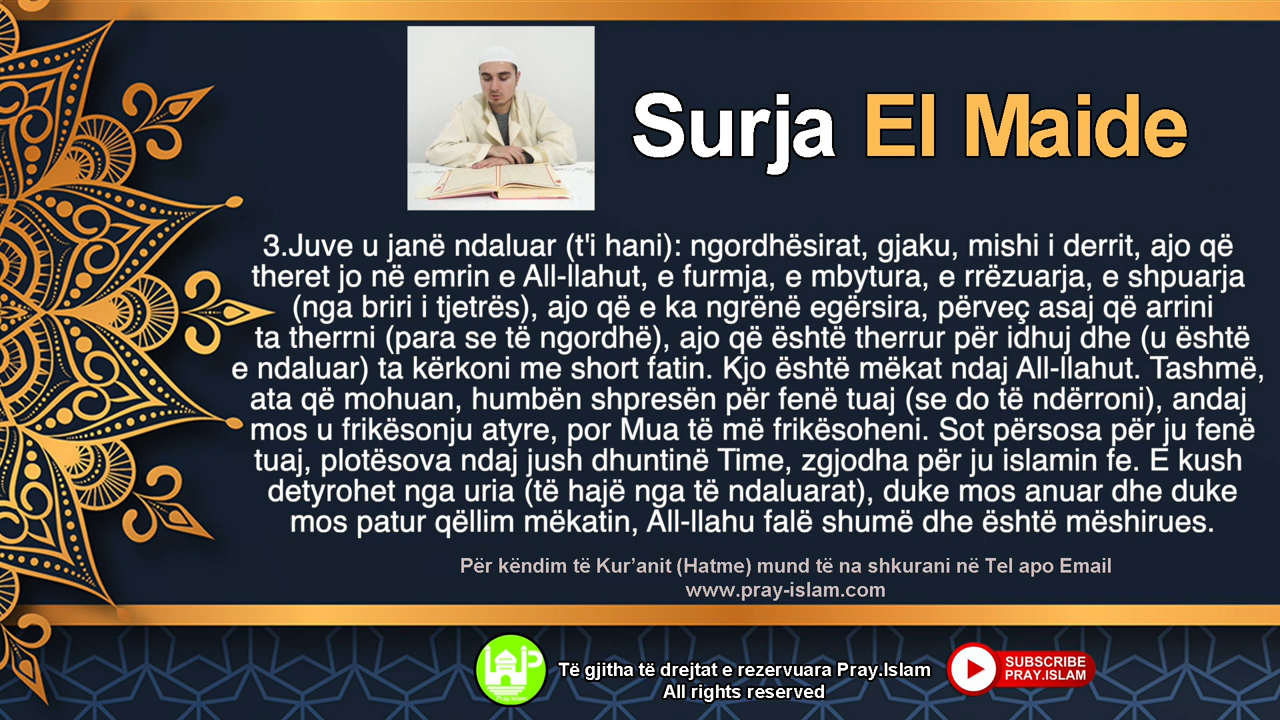 Surja El Maide
3.Juve u janë ndaluar (t'i hani): ngordhësirat, gjaku, mishi i derrit, ajo që
theret jo në emrin e All-llahut, e furmja, e mbytura, e rrëzuarja, e shpuarja
(nga briri i tjetrës), ajo që e ka ngrënë egërsira, përveç asaj që arrini
ta therrni (para se të ngordhë), ajo që është therrur për idhuj dhe (u është
e ndaluar) ta kërkoni me short fatin. Kjo është mëkat ndaj All-llahut. Tashmë,
ata që mohuan, humbën shpresën për fenë tuaj (se do të ndërroni), andaj
mos u frikësonju atyre, por Mua të më frikësoheni. Sot përsosa për ju fenë
tuaj, plotësova ndaj jush dhuntinë Time, zgjodha për ju islamin fe. E kush
detyrohet nga uria (të hajë nga të ndaluarat), duke mos anuar dhe duke
mos patur qëllim mëkatin, All-llahu falë shumë dhe është mëshirues.
Për këndim të Kur’anit (Hatme) mund të na shkurani në Tel apo Email
www.pray-islam.com
Pray.Islam
Të gjitha të drejtat e rezervuara Pray.Islam
All rights reserved
SUBSCRIBE
PRAY.ISLAM